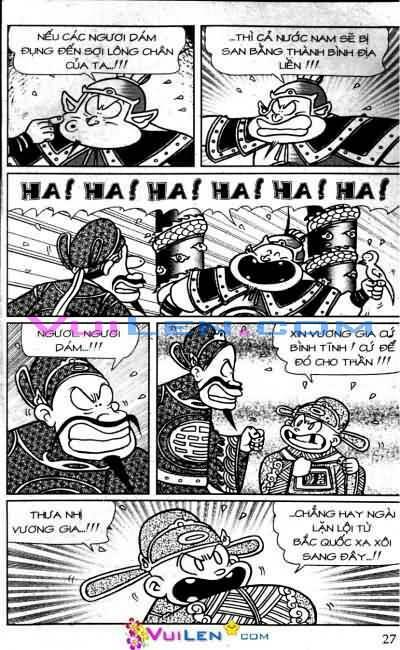 NẾU CÁC NGƯƠI DÁM
ĐỤNG ĐẾN SỢI LÔNG CHÂN
CỦA TA...!!!
...THÌ CẢ NƯỚC NAM SẼ BỊ
SAN BẰNG THÀNH BÌNH ĐỊA
LIỀN !!!
HA! HA! HA! HA! HA! HA!
NGƯƠI... NGƯƠI
DÁM...!!!
XIN VƯƠNG GIA CỨ
BÌNH TĨNH ! CỨ ĐỂ
ĐÓ CHO THẦN !!!
VUILEN.COM
THƯA NHỊ
VƯƠNG GIA...!!!
...CHẲNG HAY NGÀI
LẶN LỘI TỪ
BẮC QUỐC XA XÔI
SANG ĐÂY...!!!
27
VUILEN.COM